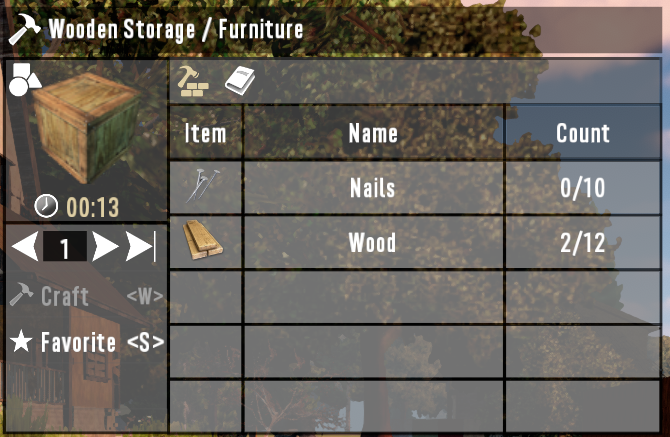 Wooden Storage / Furniture
Item Name Count
Nails 0/10
00:13
Wood 2/12
1
Craft <W>
Favorite <S>